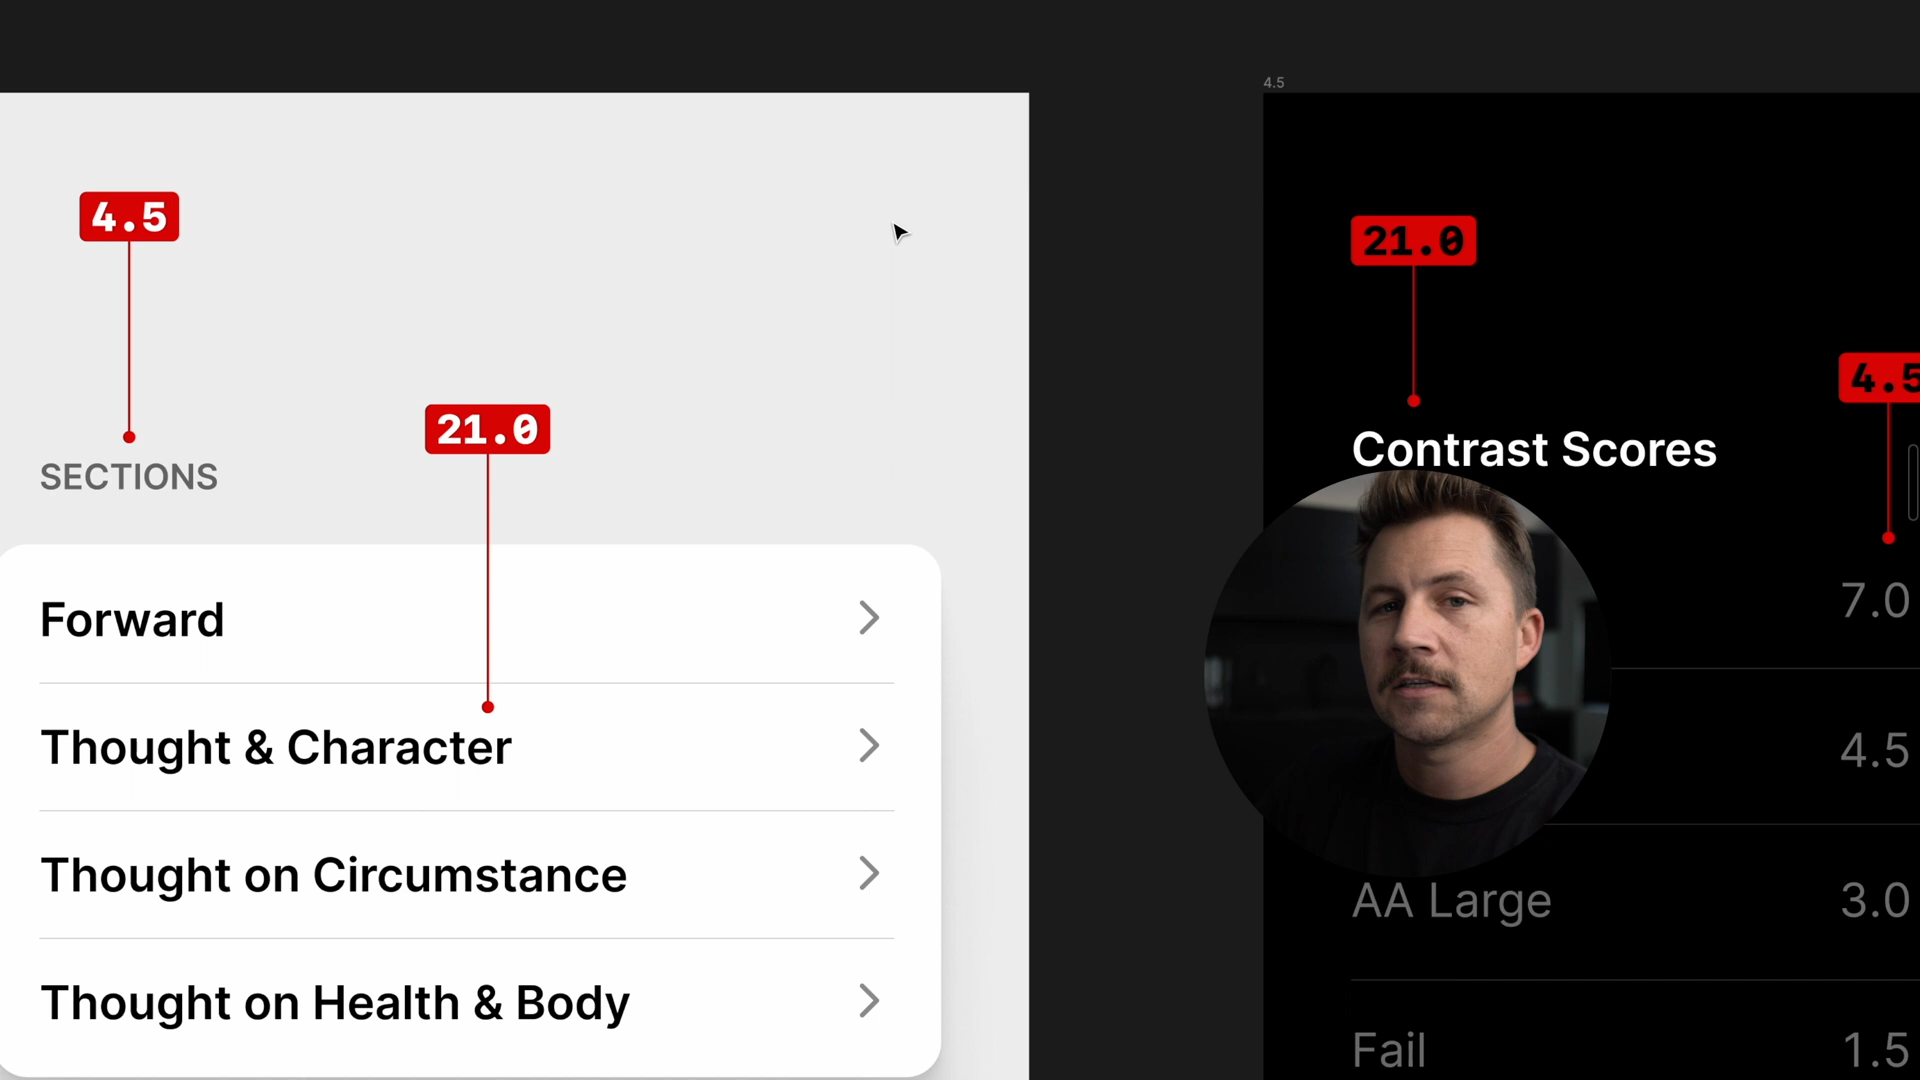 4.5
21.0
SECTIONS
Forward
Thought & Character
Thought on Circumstance
Thought on Health & Body
4.5
21.0
4.5
Contrast Scores
7.0
4.5
AA Large 3.0
Fail 1.5